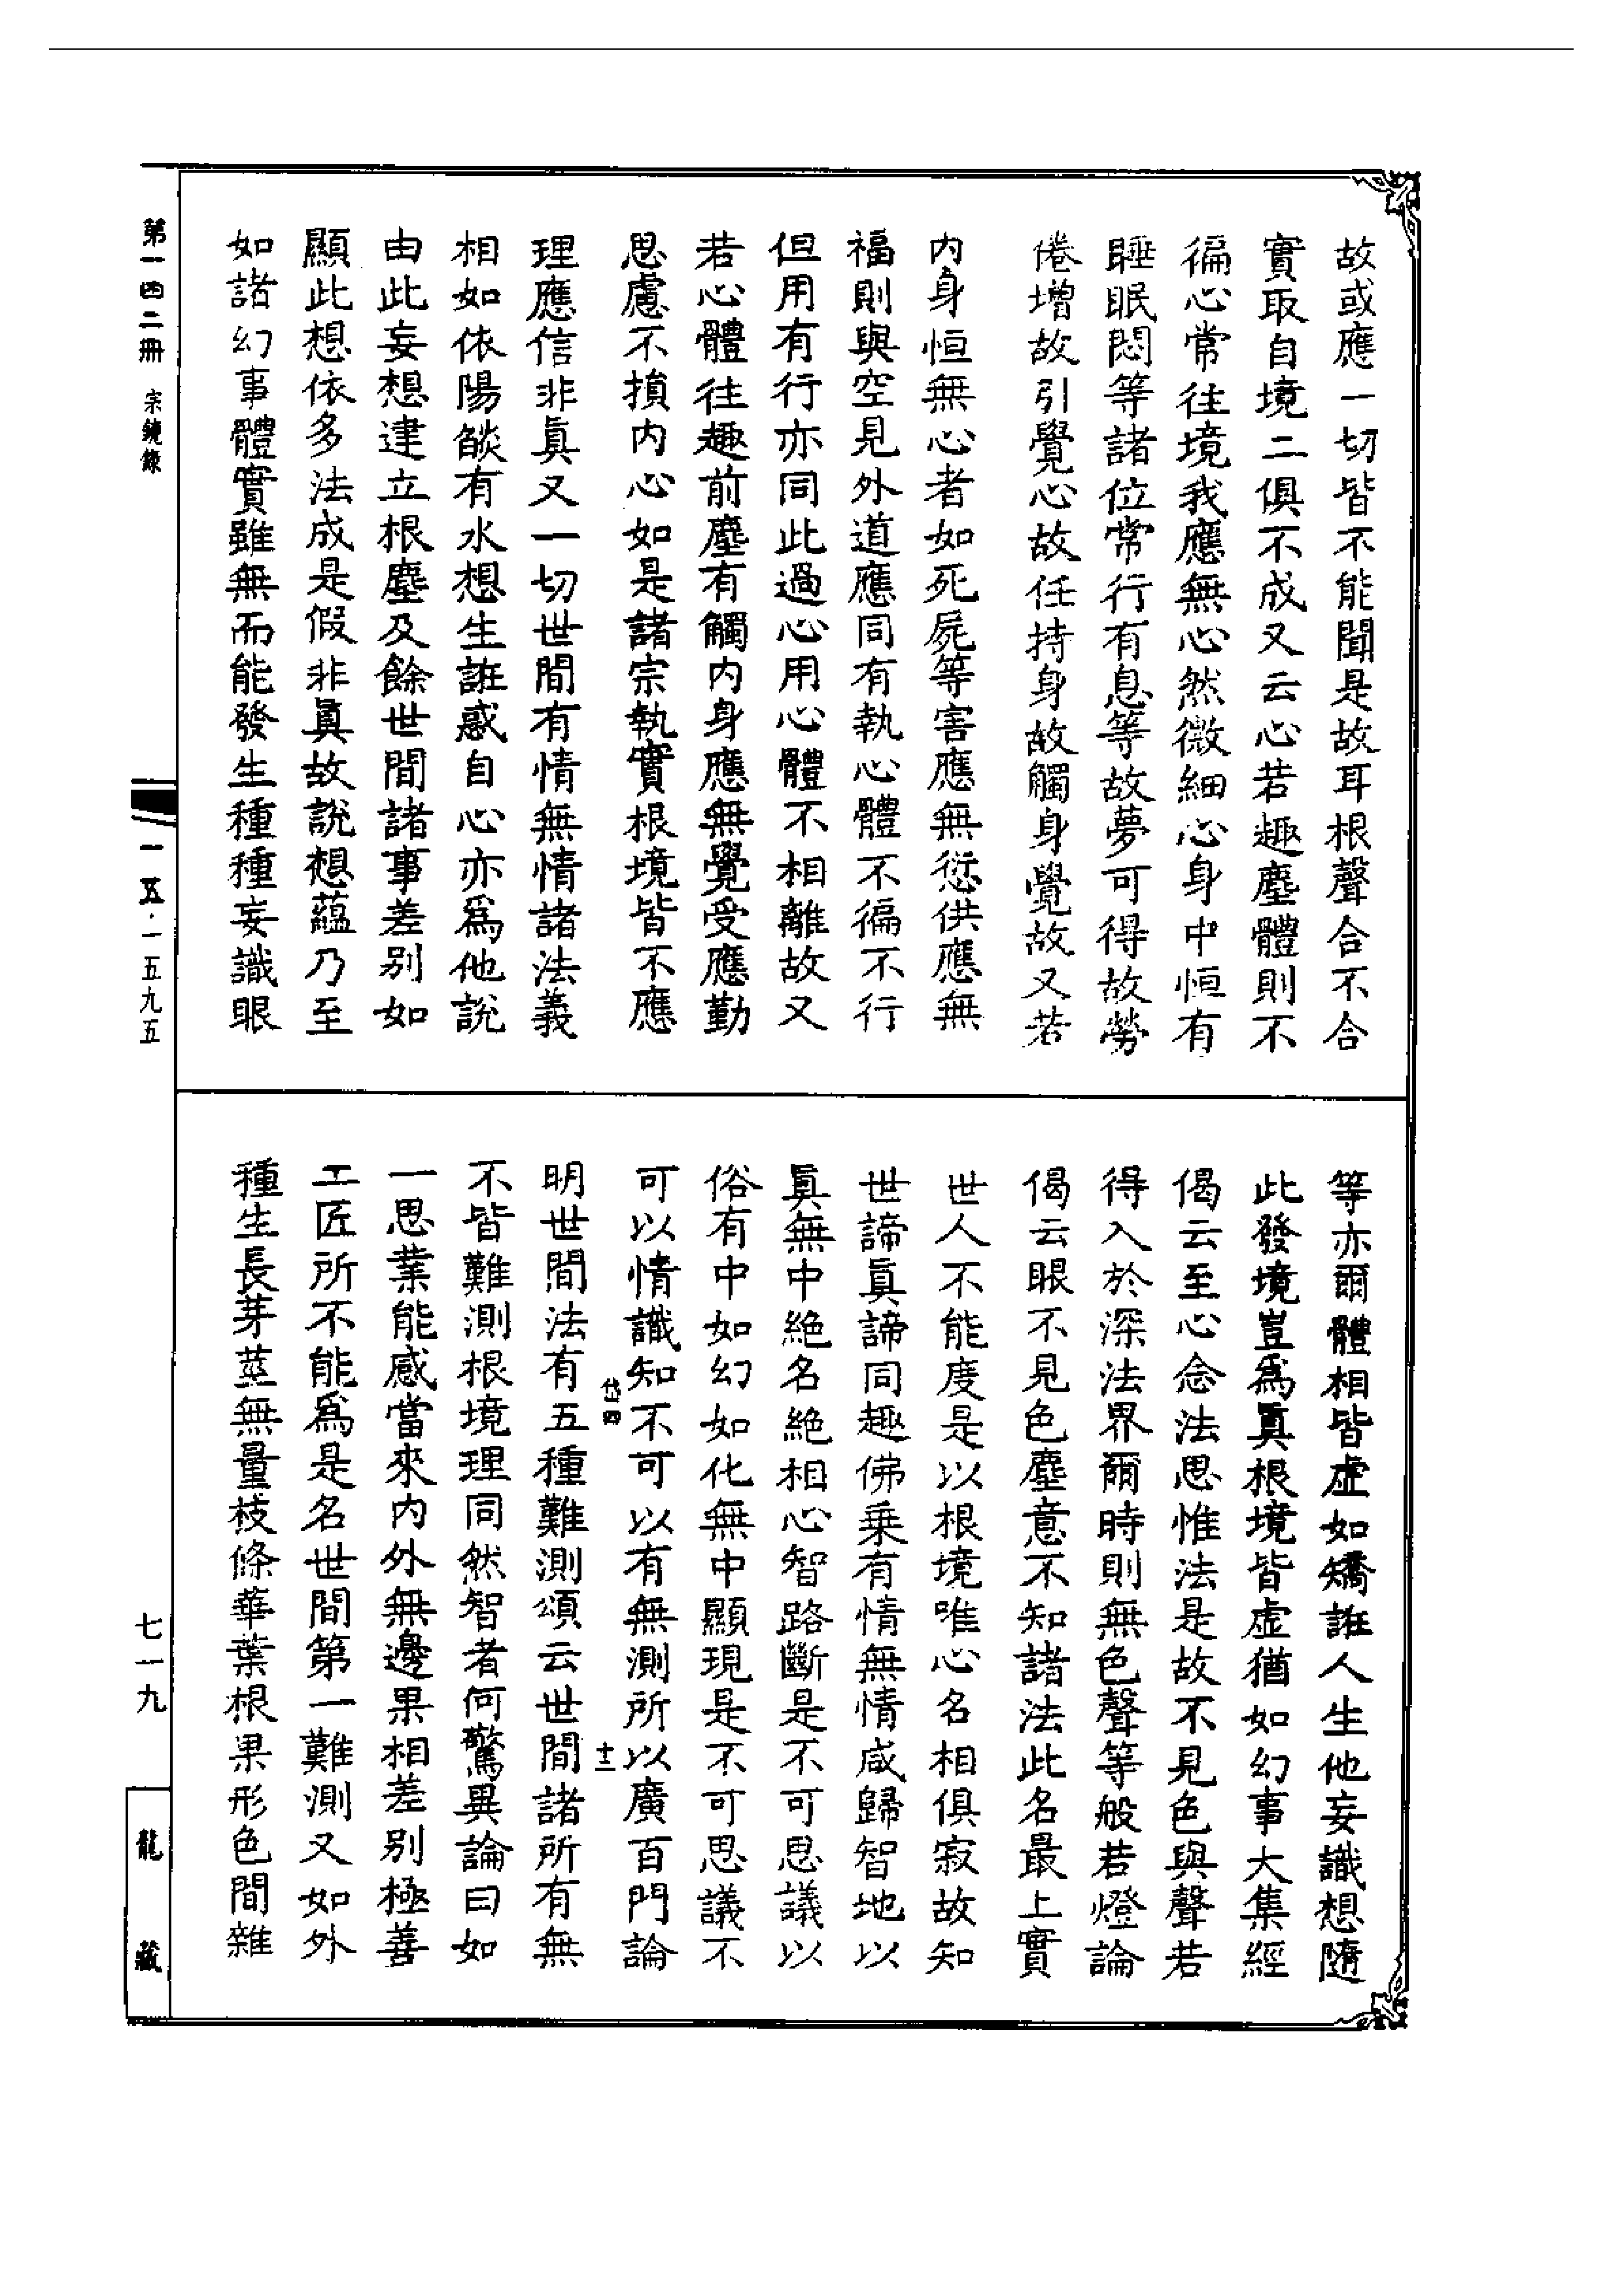 故或應一切皆不能聞是故耳根聲合不合
實取自境二俱不成又云心若趣塵體則不
徧心常往境我應無心然微細心身中恒有
睡眠悶等諸位常行有息等故夢可得故勞
倦增故引覺心故任持身故觸身覺故又若
内身恒無心者如死屍等害應無愆供應無
福則與空見外道應同有執心體不徧不行
但用有行亦同此過心用心體不相離故又
若心體往趣前塵有觸内身應無覺受應勤
思慮不損内心如是諸宗執實根境皆不應
理應信非眞又一切世間有情無情諸法義
相如依陽燄有水想生誑惑自心亦爲他說
由此妄想建立根塵及餘世間諸事差别如
顯此想依多法成是假非眞故說想蘊乃至
如諸幻事體實雖無而能發生種種妄識眼
等亦爾體相皆虛如矯誑人生他妄識想隨
此發境豈爲眞根境皆虛猶如幻事大集經
偈云至心念法思惟法是故不見色與聲若
得入於深法界爾時則無色聲等般若燈論
偈云眼不見色塵意不知諸法此名最上實
世人不能度是以根境唯心名相俱寂故知
世諦眞諦同趣佛乗有情無情咸歸智地以
眞無中絶名絶相心智路斷是不可思議以
俗有中如幻如化無中顯現是不可思議不
可以情識知不可以有無測所以廣百門論
岱四
十三
明世間法有五種難測頌云世間諸所有無
不皆難測根境理同然智者何驚異論曰如
一思業能感當來内外無邊果相差别極善
工匠所不能爲是名世間第一難測又如外
種生長芽莖無量枝條華葉根果形色間雜
第一四二冊 宗鏡錄
一五·一五九五
七一九
龍藏